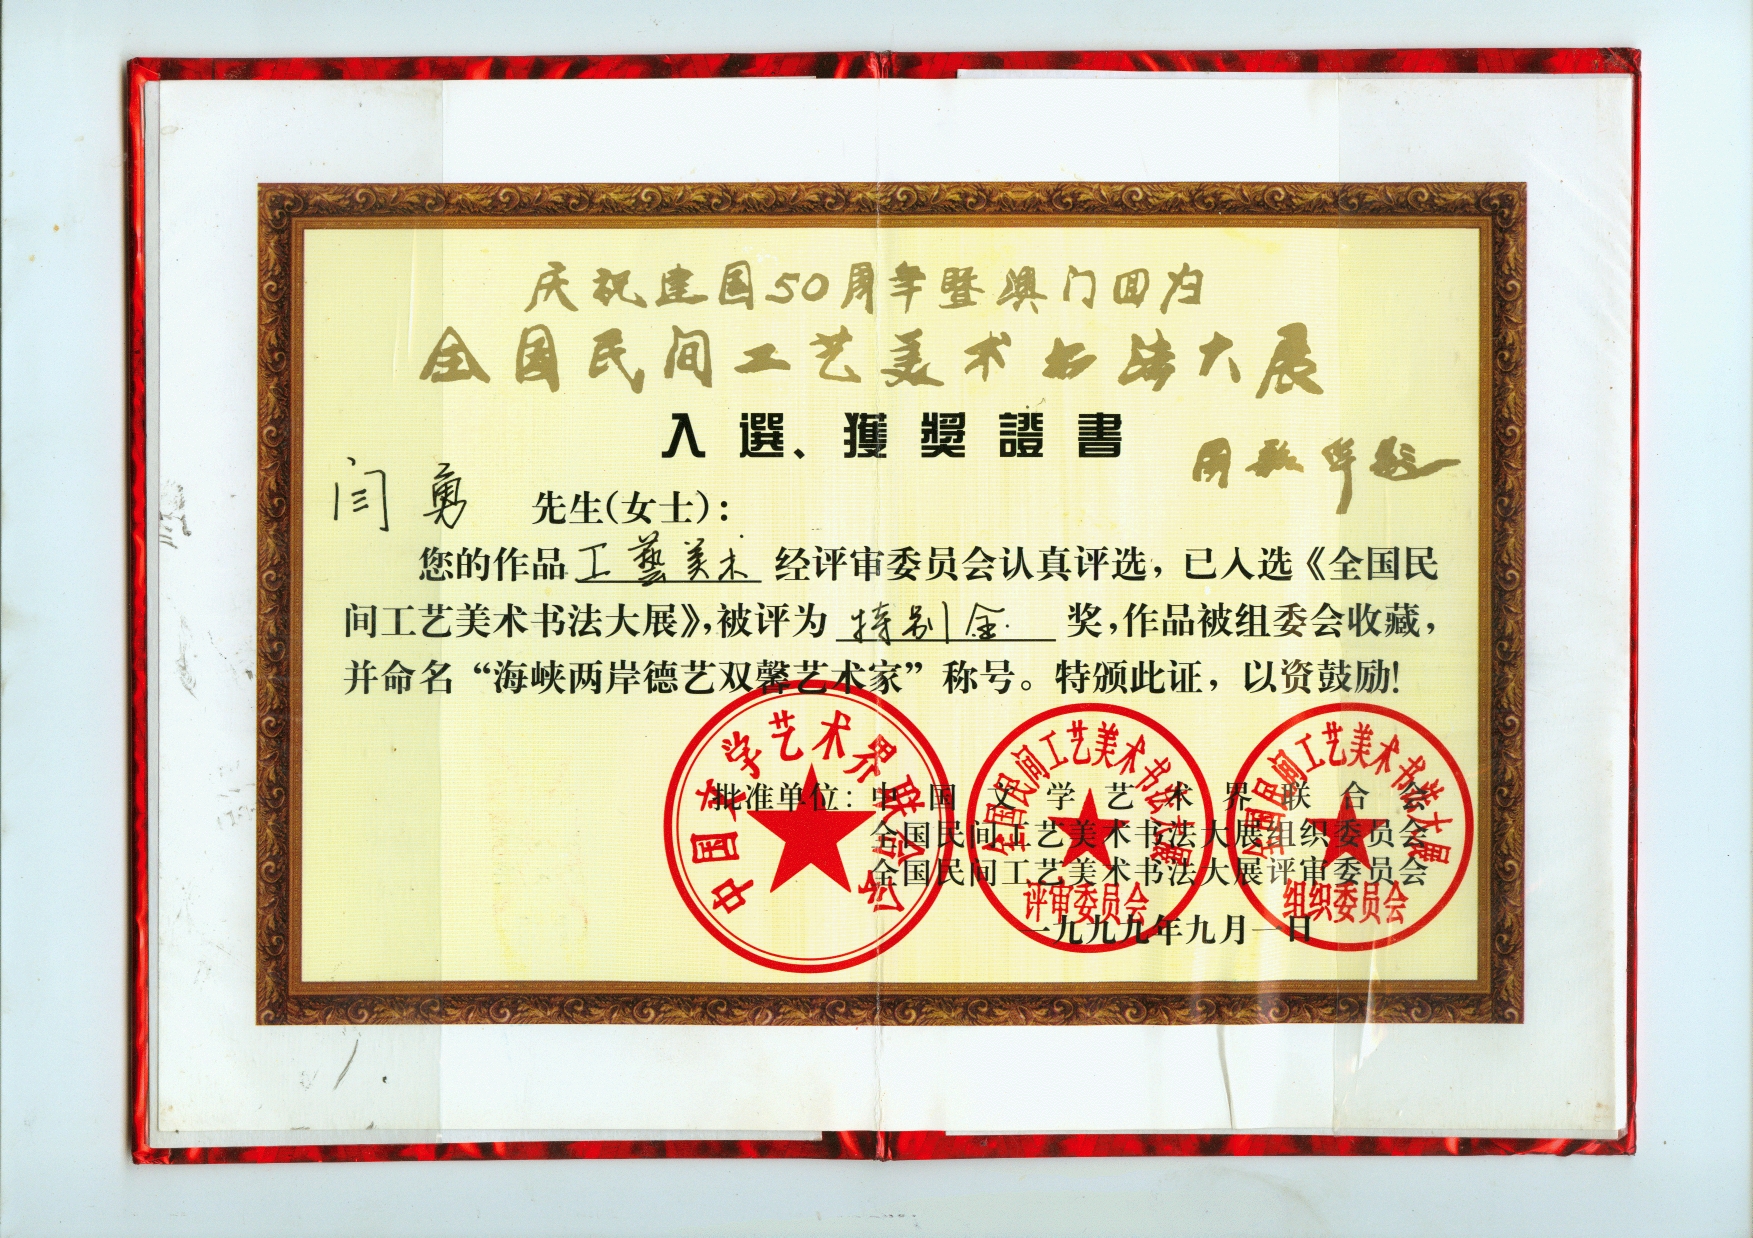 庆祝建国50周年暨澳门回归
全国民间工艺美术书法大展
入選、獲獎證書
周巍峙题
闫勇 先生(女士)：
您的作品 工藝美术 经评审委员会认真评选，已入选《全国民
间工艺美术书法大展》，被评为 特别金 奖，作品被组委会收藏，
并命名“海峡两岸德艺双馨艺术家”称号。特颁此证，以资鼓励！
批准单位：中国文学艺术界联合会
全国民间工艺美术书法大展组织委员会
全国民间工艺美术书法大展评审委员会
一九九九年九月一日
中国文学艺术界联合会
全国民间工艺美术书法大展
评审委员会
全国民间工艺美术书法大展
组织委员会